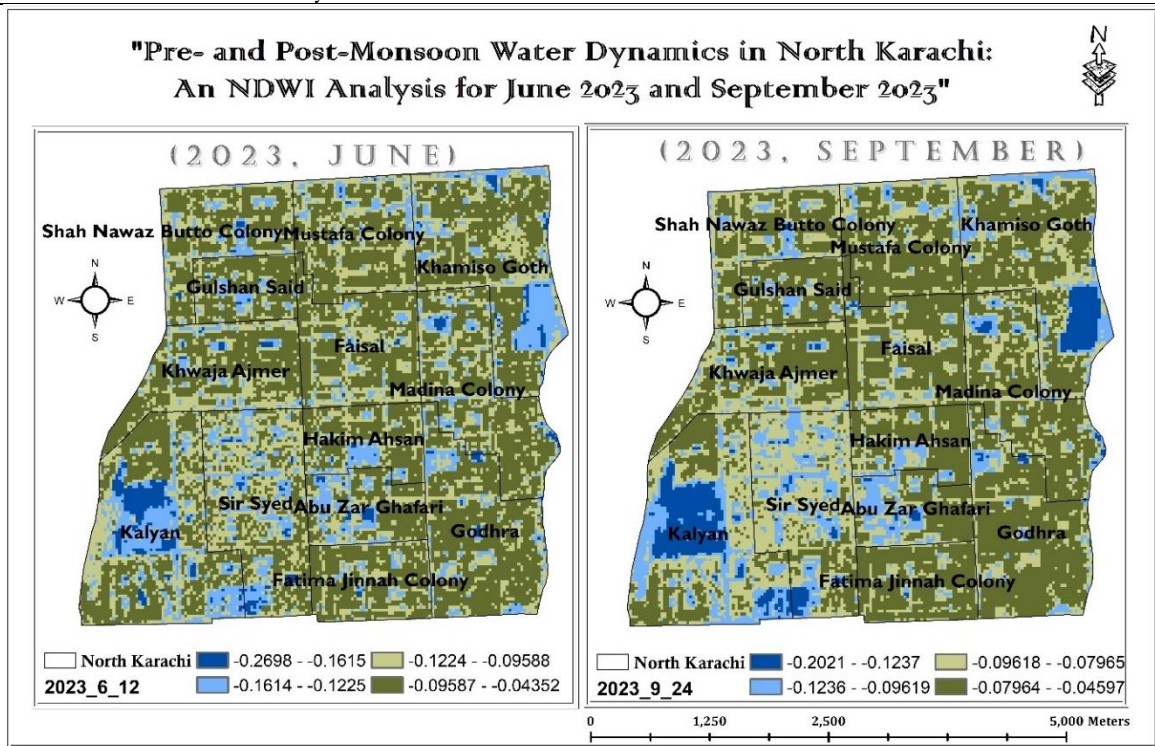 "Pre- and Post-Monsoon Water Dynamics in North Karachi:
An NDWI Analysis for June 2023 and September 2023"
N
(2023, JUNE)
Shah Nawaz Butto Colony
Mustafa Colony
Khamiso Goth
Gulshan Said
N
W E
S
Faisal
Khwaja Ajmer
Madina Colony
Hakim Ahsan
Sir Syed
Abu Zar Ghafari
Kalyan
Godhra
Fatima Jinnah Colony
North Karachi -0.2698 - -0.1615 -0.1224 - -0.09588
2023_6_12 -0.1614 - -0.1225 -0.09587 - -0.04352
(2023, SEPTEMBER)
Shah Nawaz Butto Colony
Khamiso Goth
Mustafa Colony
Gulshan Said
N
W E
S
Faisal
Khwaja Ajmer
Madina Colony
Hakim Ahsan
Sir Syed
Abu Zar Ghafari
Kalyan
Godhra
Fatima Jinnah Colony
North Karachi -0.2021 - -0.1237 -0.09618 - -0.07965
2023_9_24 -0.1236 - -0.09619 -0.07964 - -0.04597
0 1,250 2,500 5,000 Meters